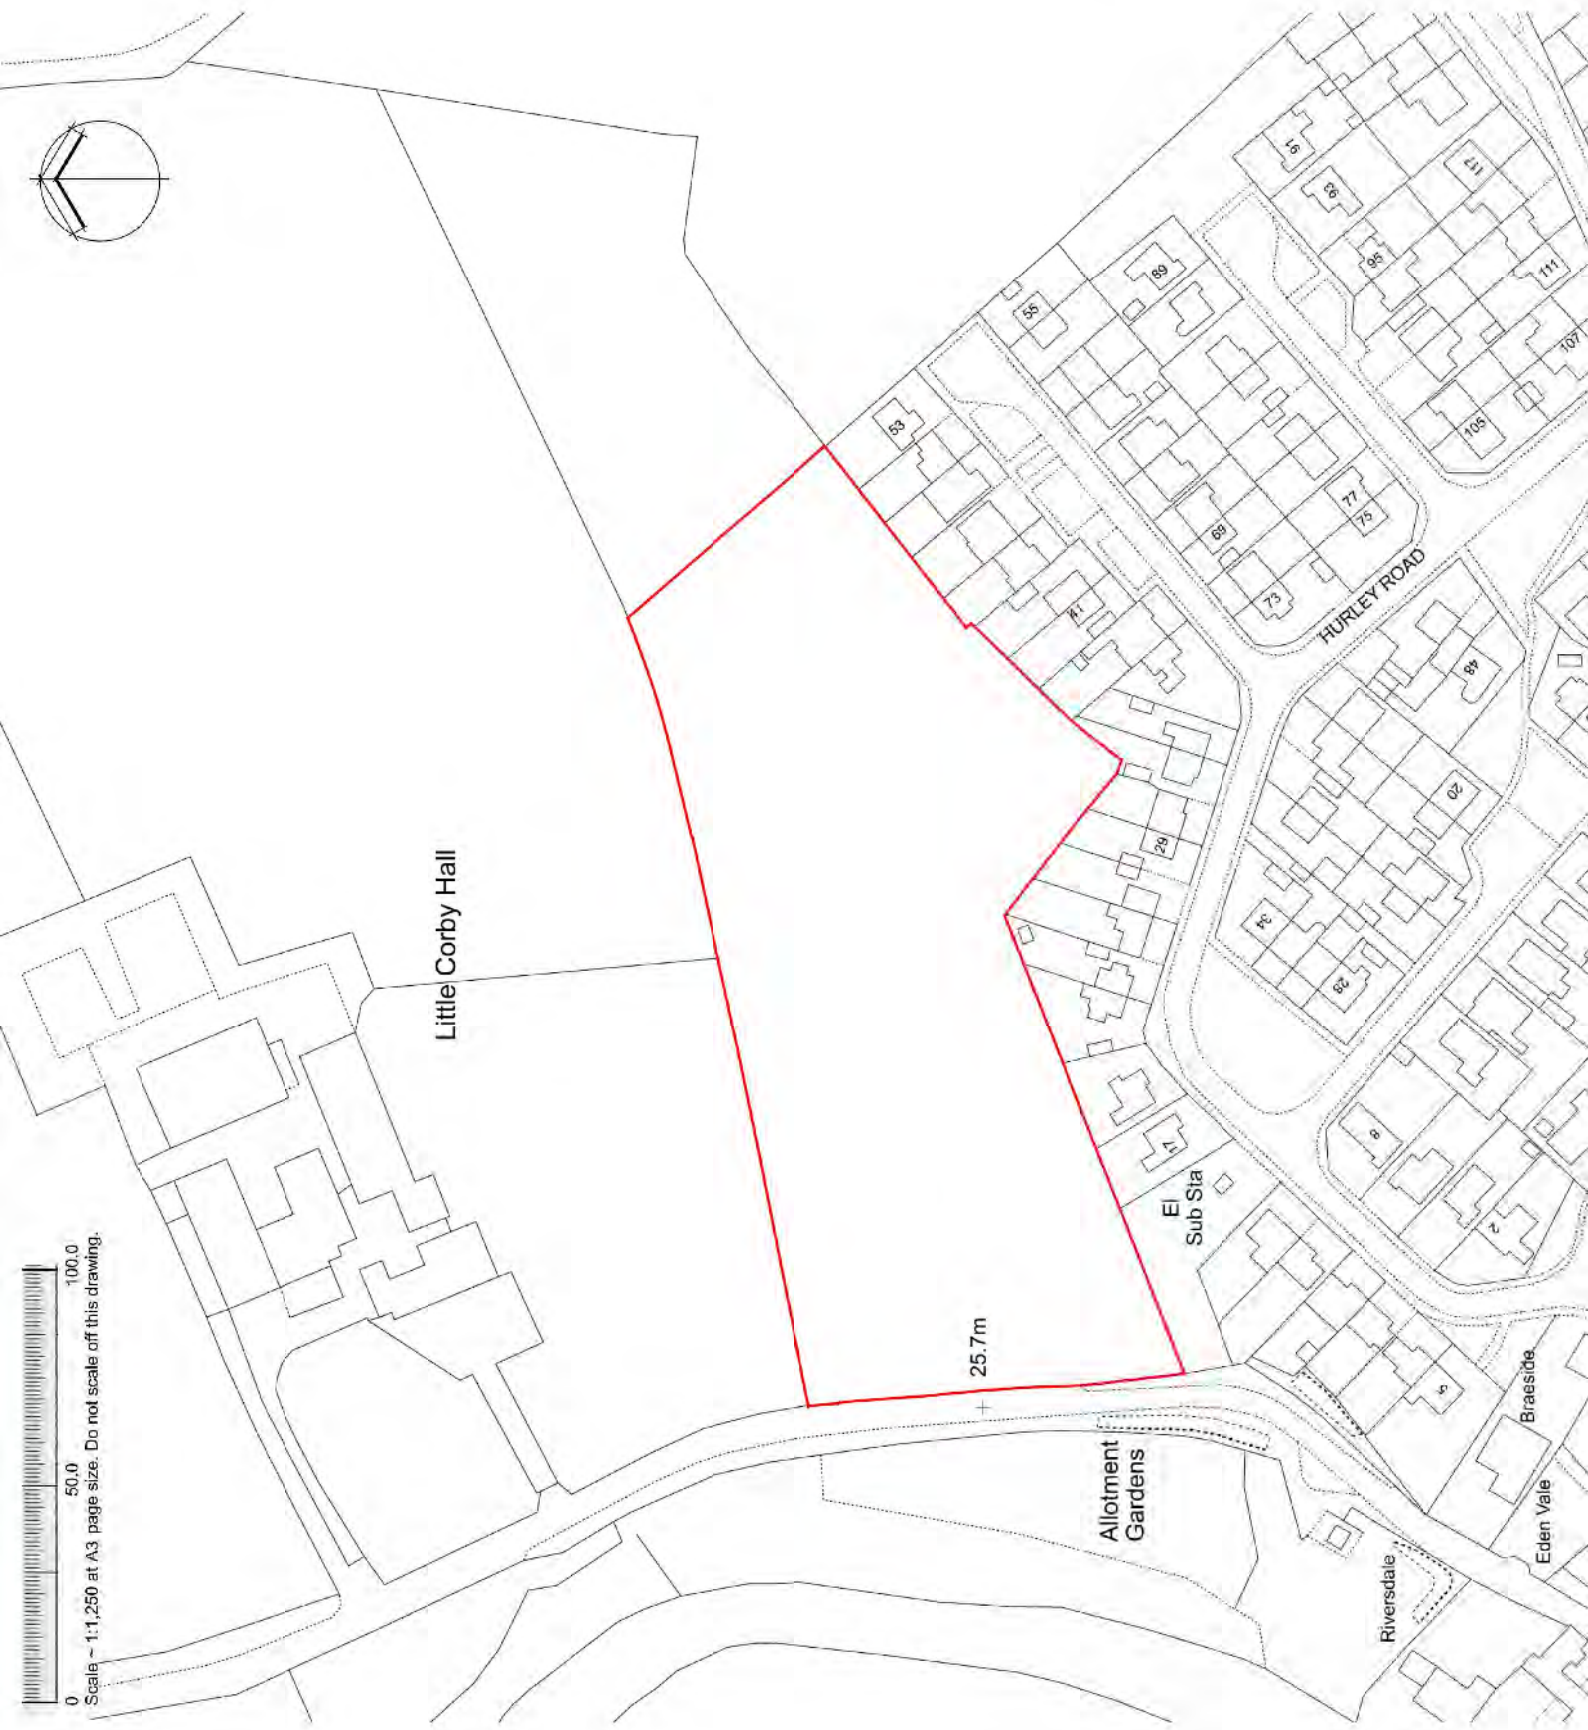 0
50.0
100.0
Scale ~ 1:1,250 at A3 page size. Do not scale off this drawing.
Little Corby Hall
25.7m
Allotment
Gardens
El
Sub Sta
HURLEY ROAD
Riversdale
Eden Vale
Braeside
53
55
89
91
93
95
117
111
107
105
41
69
77
75
73
48
20
29
34
28
17
8
2
5